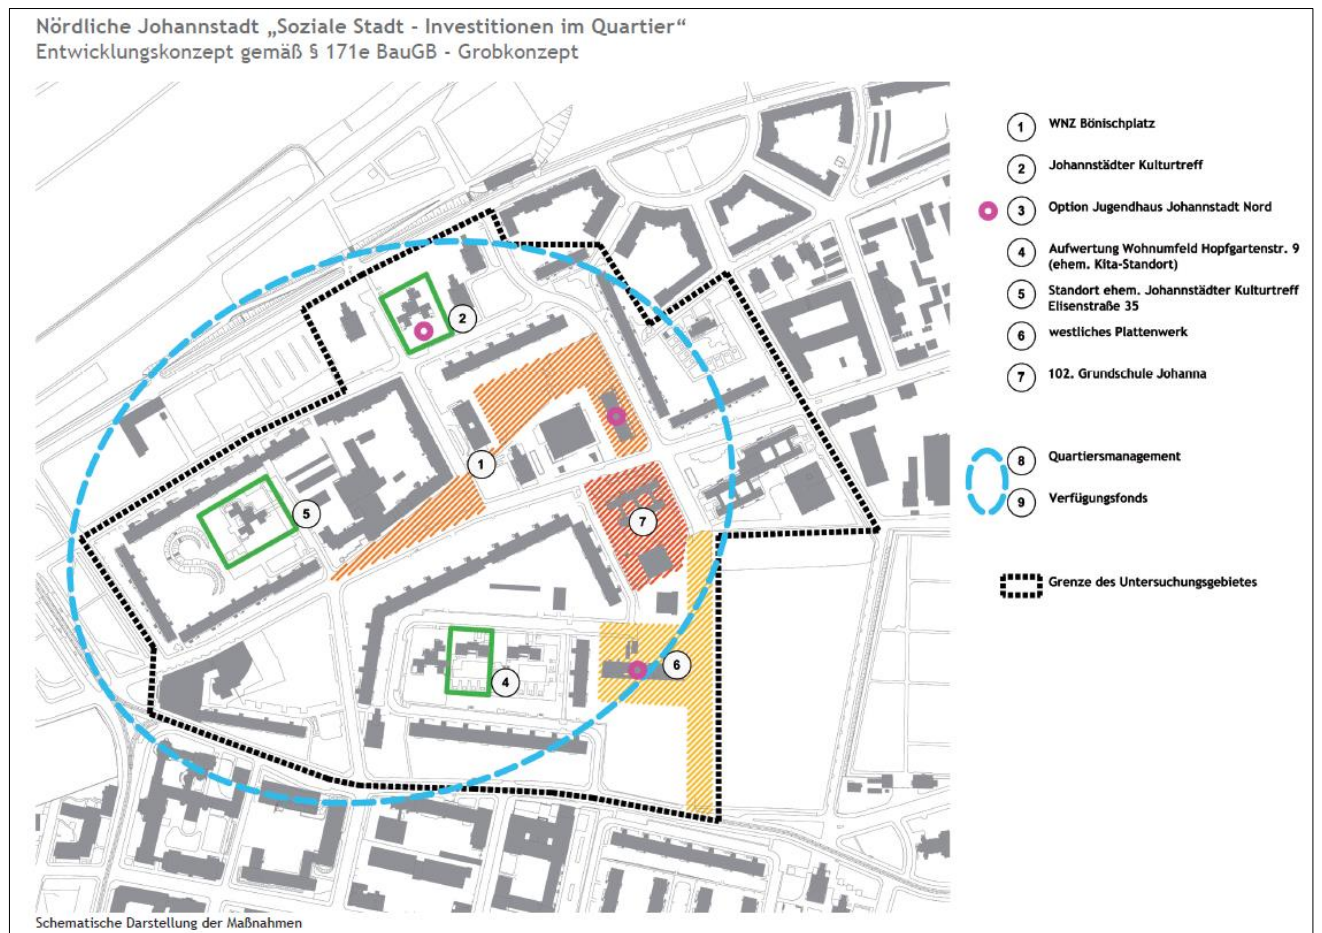 Nördliche Johannstadt „Soziale Stadt - Investitionen im Quartier“
Entwicklungskonzept gemäß § 171e BauGB - Grobkonzept
1 WNZ Bönischplatz
2 Johannstädter Kulturtreff
3 Option Jugendhaus Johannstadt Nord
4 Aufwertung Wohnumfeld Hopfgartenstr. 9
(ehem. Kita-Standort)
5 Standort ehem. Johannstädter Kulturtreff
Elisenstraße 35
6 westliches Plattenwerk
7 102. Grundschule Johanna
8 Quartiersmanagement
9 Verfügungsfonds
Grenze des Untersuchungsgebietes
2
1
5
7
6
4
Schematische Darstellung der Maßnahmen